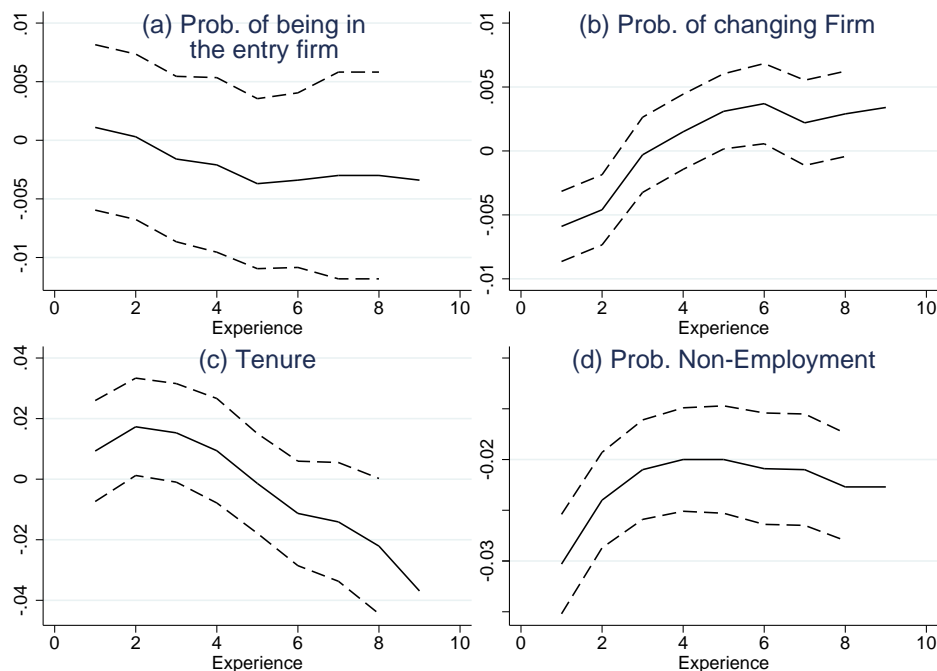 (a) Prob. of being in
the entry firm
.01
.005
0
-.005
-.01
0 2 4 6 8 10
Experience
(b) Prob. of changing Firm
.01
.005
0
-.005
-.01
0 2 4 6 8 10
Experience
(c) Tenure
.04
.02
0
-.02
-.04
0 2 4 6 8 10
Experience
(d) Prob. Non-Employment
-0.02
-0.03
0 2 4 6 8 10
Experience